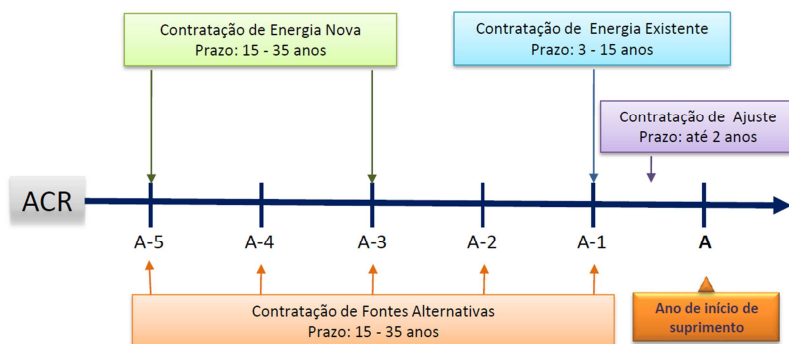 Contratação de Energia Nova
Prazo: 15 - 35 anos
Contratação de Energia Existente
Prazo: 3 - 15 anos
Contratação de Ajuste
Prazo: até 2 anos
ACR
A-5
A-4
A-3
A-2
A-1
A
Contratação de Fontes Alternativas
Prazo: 15 - 35 anos
Ano de início de
suprimento